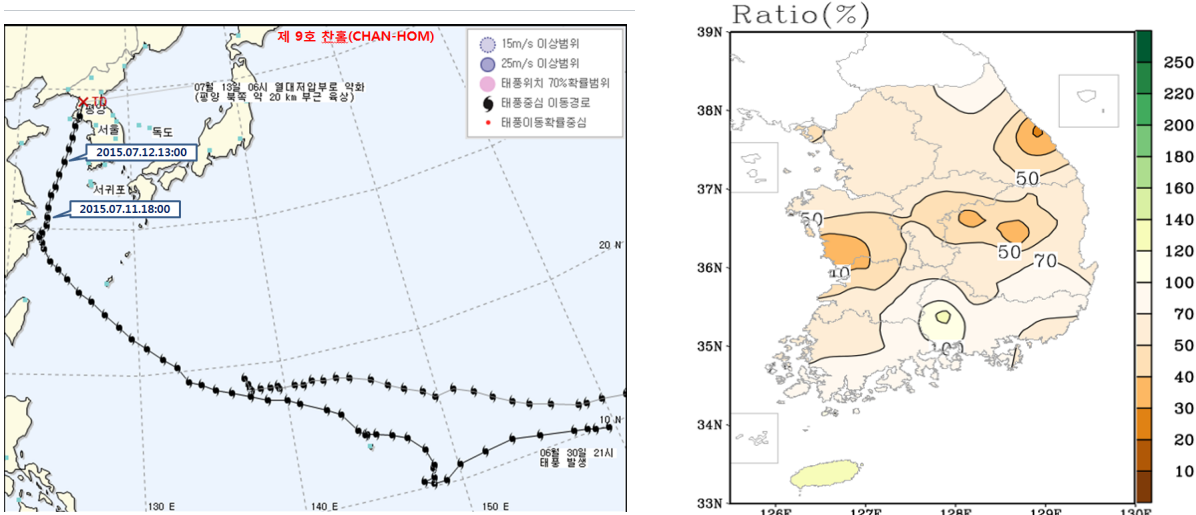 제 9호 찬홈(CHAN-HOM)
15m/s 이상범위
25m/s 이상범위
태풍위치 70%확률범위
태풍중심 이동경로
태풍이동확률중심
07월 13일 06시 열대저압부로 약화
(평양 북쪽 약 20 km 부근 육상)
TD
평양
서울
독도
2015.07.12.13:00
서귀포
2015.07.11.18:00
20 N
10 N
06월 30일 21시
태풍 발생
130 E
140 E
150 E
Ratio(%)
39N
38N
37N
36N
35N
34N
33N
126E
127E
128E
129E
130E
50
50
50
70
40
100
250
220
200
180
160
140
120
110
100
70
50
40
30
20
10